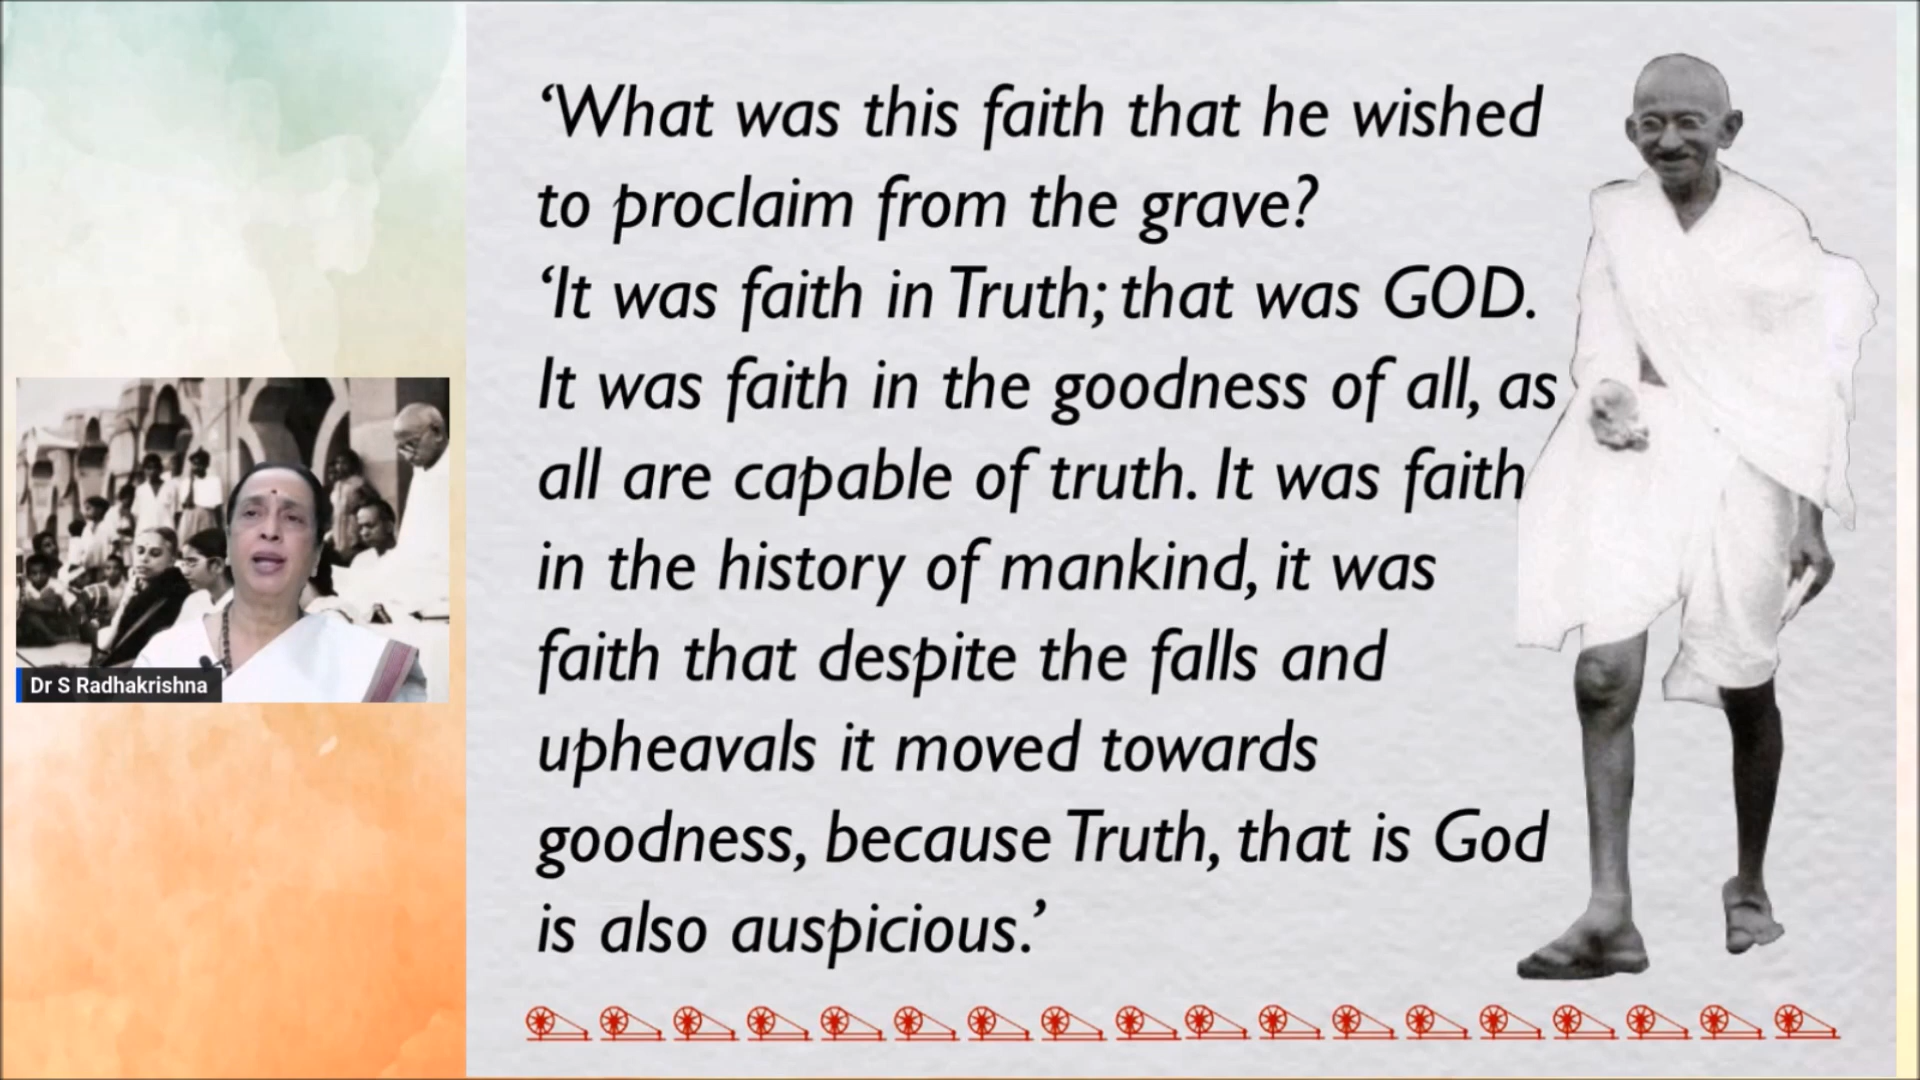 ‘What was this faith that he wished
to proclaim from the grave?
‘It was faith in Truth; that was GOD.
It was faith in the goodness of all, as
all are capable of truth. It was faith
in the history of mankind, it was
faith that despite the falls and
upheavals it moved towards
goodness, because Truth, that is God
is also auspicious.’
Dr S Radhakrishna